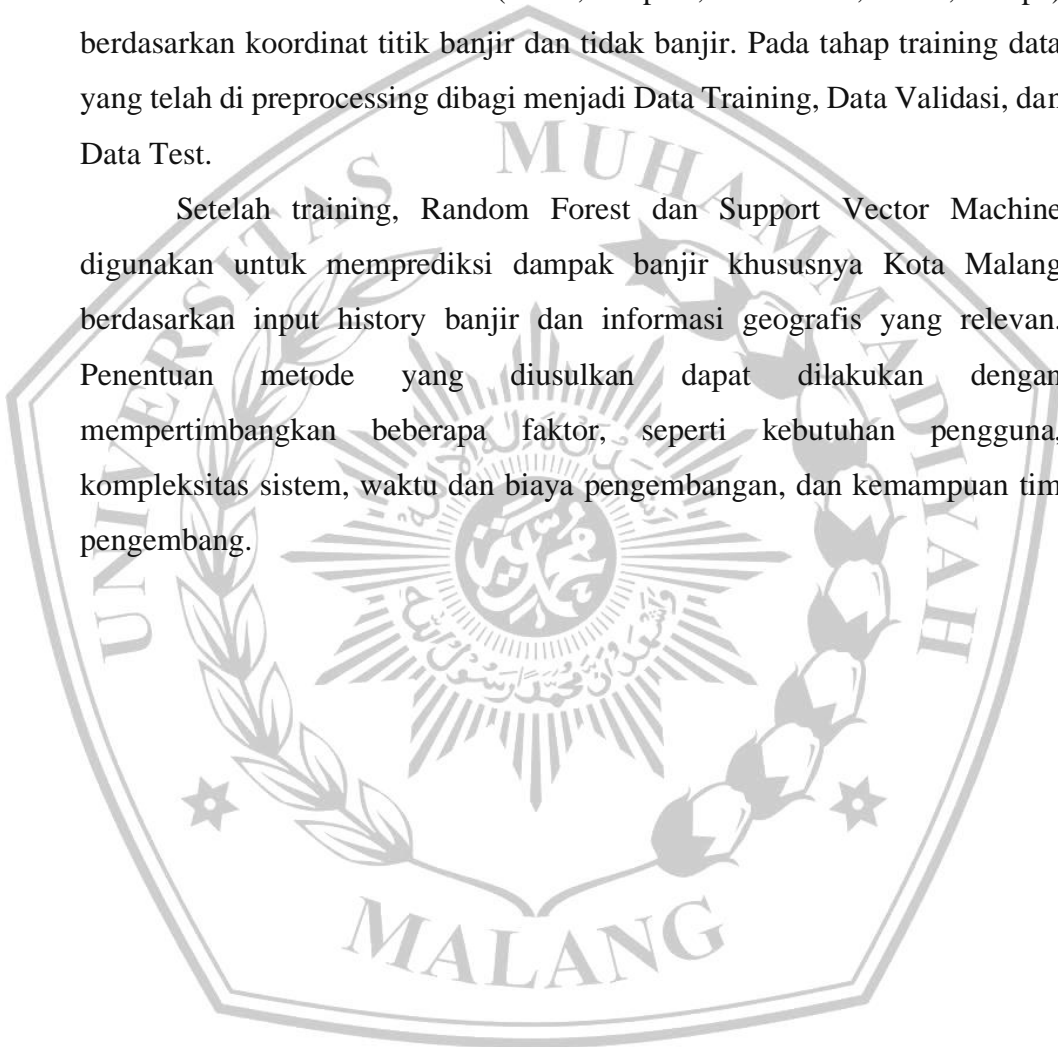 berdasarkan koordinat titik banjir dan tidak banjir. Pada tahap training data
yang telah di preprocessing dibagi menjadi Data Training, Data Validasi, dan
Data Test.
Setelah training, Random Forest dan Support Vector Machine
digunakan untuk memprediksi dampak banjir khususnya Kota Malang
berdasarkan input history banjir dan informasi geografis yang relevan.
Penentuan metode yang diusulkan dapat dilakukan dengan
mempertimbangkan beberapa faktor, seperti kebutuhan pengguna,
kompleksitas sistem, waktu dan biaya pengembangan, dan kemampuan tim
pengembang.
UNIVERSITAS MUHAMMADIYAH
MALANG